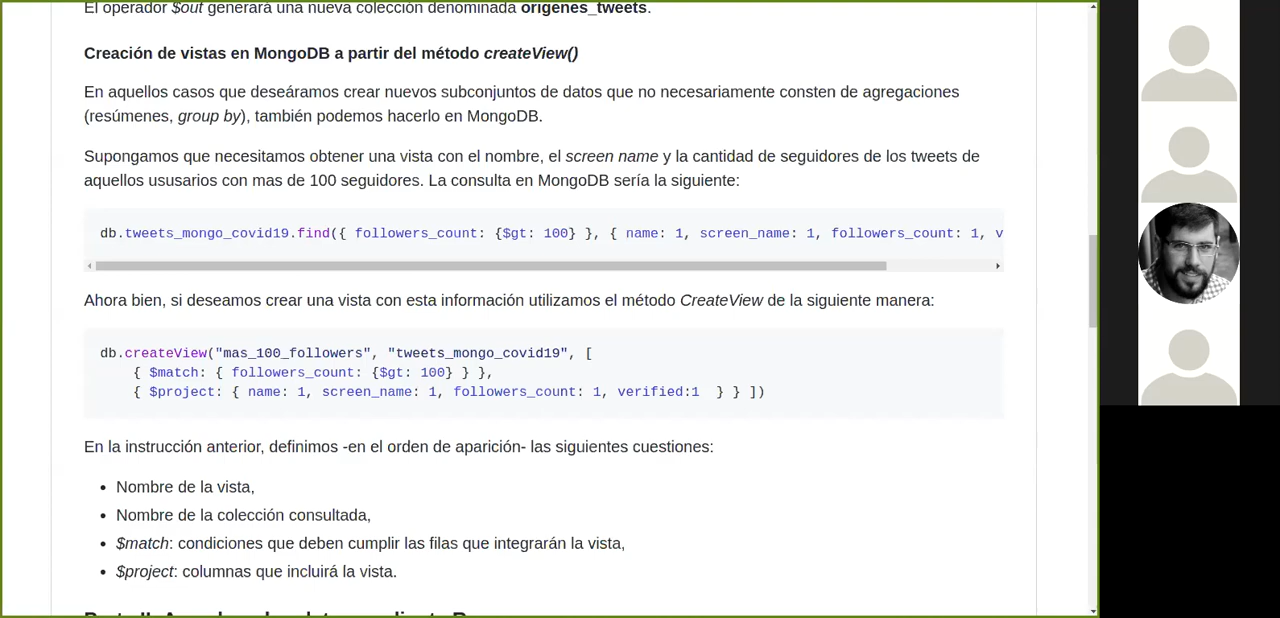 El operador $out generará una nueva colección denominada origenes_tweets.
Creación de vistas en MongoDB a partir del método createView()
En aquellos casos que deseáramos crear nuevos subconjuntos de datos que no necesariamente consten de agregaciones
(resúmenes, group by), también podemos hacerlo en MongoDB.
Supongamos que necesitamos obtener una vista con el nombre, el screen name y la cantidad de seguidores de los tweets de
aquellos ususarios con mas de 100 seguidores. La consulta en MongoDB sería la siguiente:
db.tweets_mongo_covid19.find({ followers_count: {$gt: 100} }, { name: 1, screen_name: 1, followers_count: 1, v
Ahora bien, si deseamos crear una vista con esta información utilizamos el método CreateView de la siguiente manera:
db.createView("mas_100_followers", "tweets_mongo_covid19", [
{ $match: { followers_count: {$gt: 100} } },
{ $project: { name: 1, screen_name: 1, followers_count: 1, verified:1 } } ])
En la instrucción anterior, definimos -en el orden de aparición- las siguientes cuestiones:
• Nombre de la vista,
• Nombre de la colección consultada,
• $match: condiciones que deben cumplir las filas que integrarán la vista,
• $project: columnas que incluirá la vista.